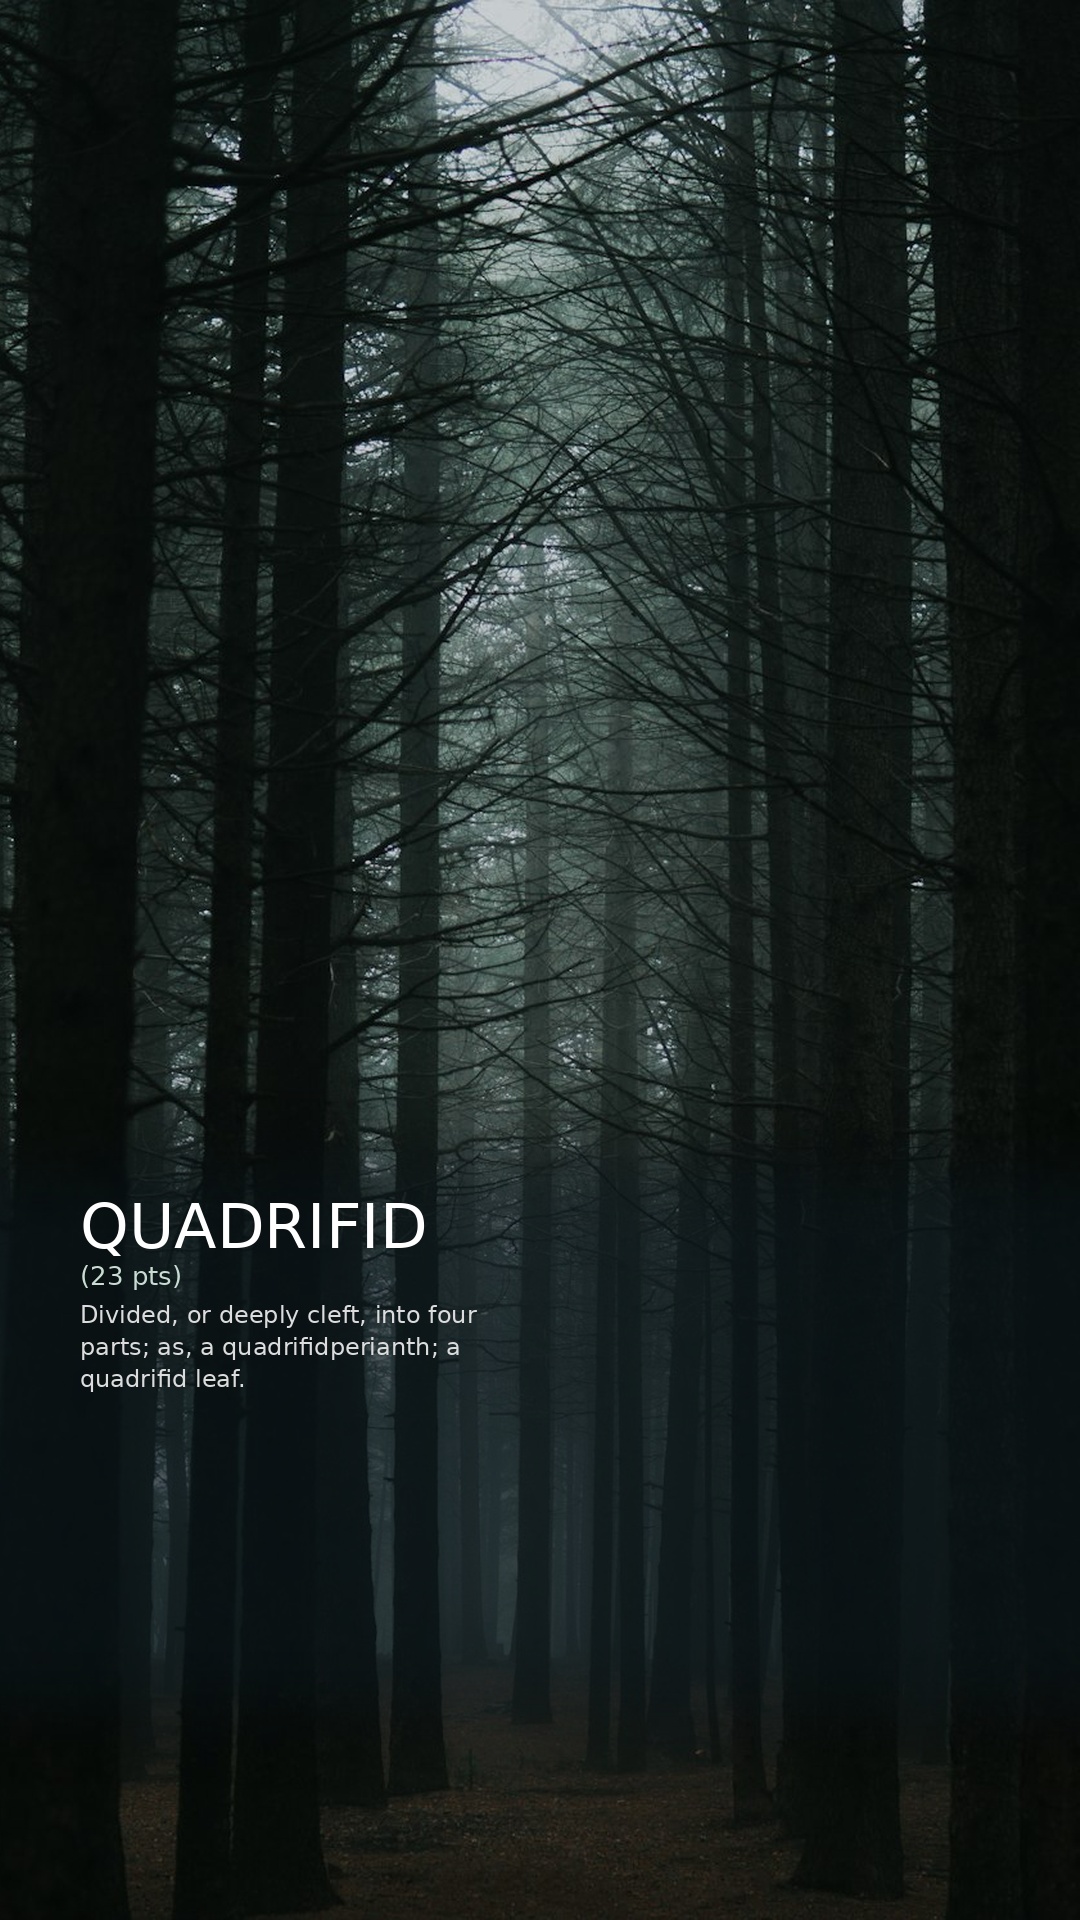 QUADRIFID
(23 pts)
Divided, or deeply cleft, into four
parts; as, a quadrifidperianth; a
quadrifid leaf.